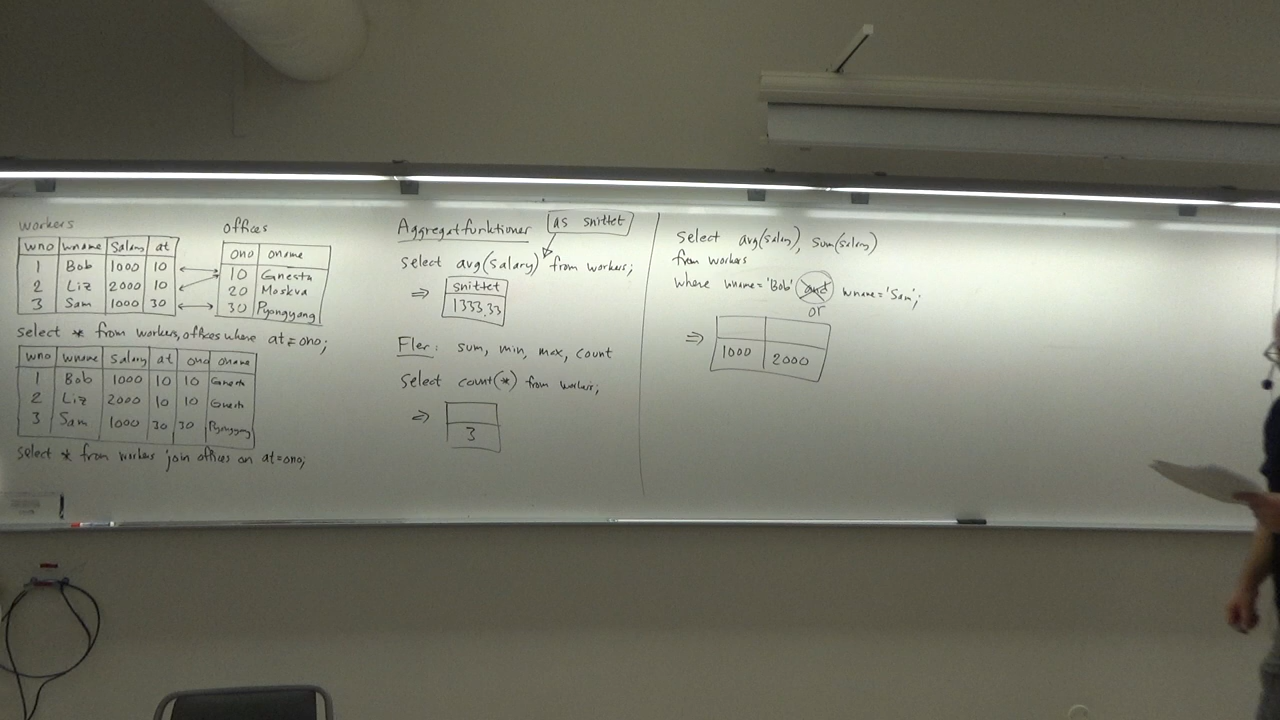 workers
wno wname Salary at
1 Bob 1000 10
2 Liz 2000 10
3 Sam 1000 30
offices
ono oname
10 Gnesta
20 Moskva
30 Pyongyang
select * from workers, offices where at = ono;
wno wname Salary at ono oname
1 Bob 1000 10 10 Gnesta
2 Liz 2000 10 10 Gnesta
3 Sam 1000 30 30 Pyongyang
select * from workers join offices on at=ono;
Aggregatfunktioner
as snittet
select avg(salary) from workers;
⇒ snittet
1333.33
Fler: sum, min, max, count
select count(*) from workers;
⇒
3
Select avg(salary), sum(salary)
from workers
where wname='Bob' and wname='Sam';
or
⇒
1000 2000